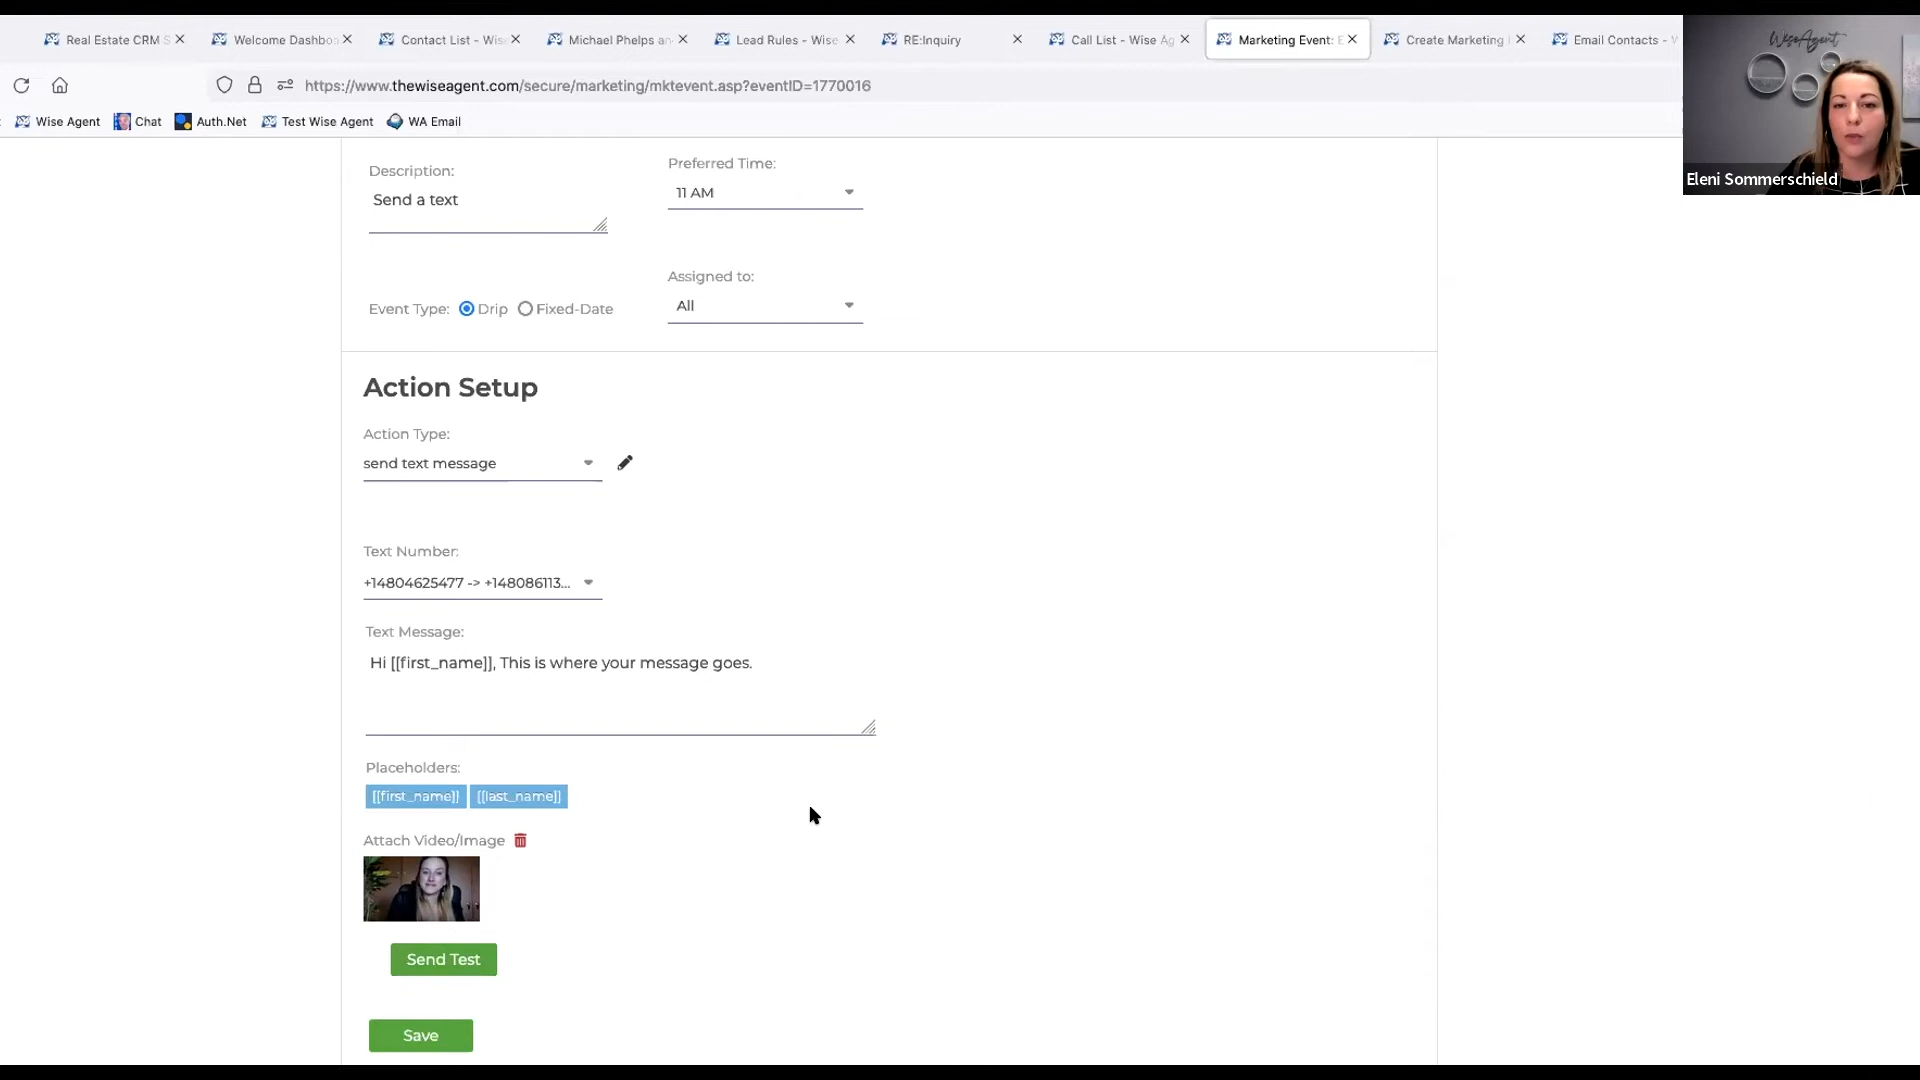 Real Estate CRM S
Welcome Dashboa
Contact List - Wise
Michael Phelps an
Lead Rules - Wise
RE:Inquiry
Call List - Wise Ag
Marketing Event: E
Create Marketing
Email Contacts - W
WiseAgent
https://www.thewiseagent.com/secure/marketing/mktevent.asp?eventID=1770016
Wise Agent
Chat
Auth.Net
Test Wise Agent
WA Email
Eleni Sommerschield
Description:
Preferred Time:
Send a text
11 AM
Assigned to:
Event Type: Drip Fixed-Date
All
Action Setup
Action Type:
send text message
Text Number:
+14804625477 -> +148086113...
Text Message:
Hi [[first_name]], This is where your message goes.
Placeholders:
[[first_name]] [[last_name]]
Attach Video/Image
Send Test
Save